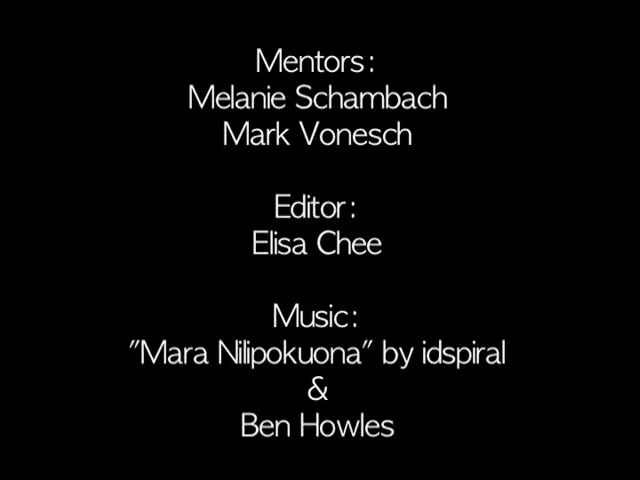 Mentors:
Melanie Schambach
Mark Vonesch
Editor:
Elisa Chee
Music:
"Mara Nilipokuona" by idspiral
&
Ben Howles